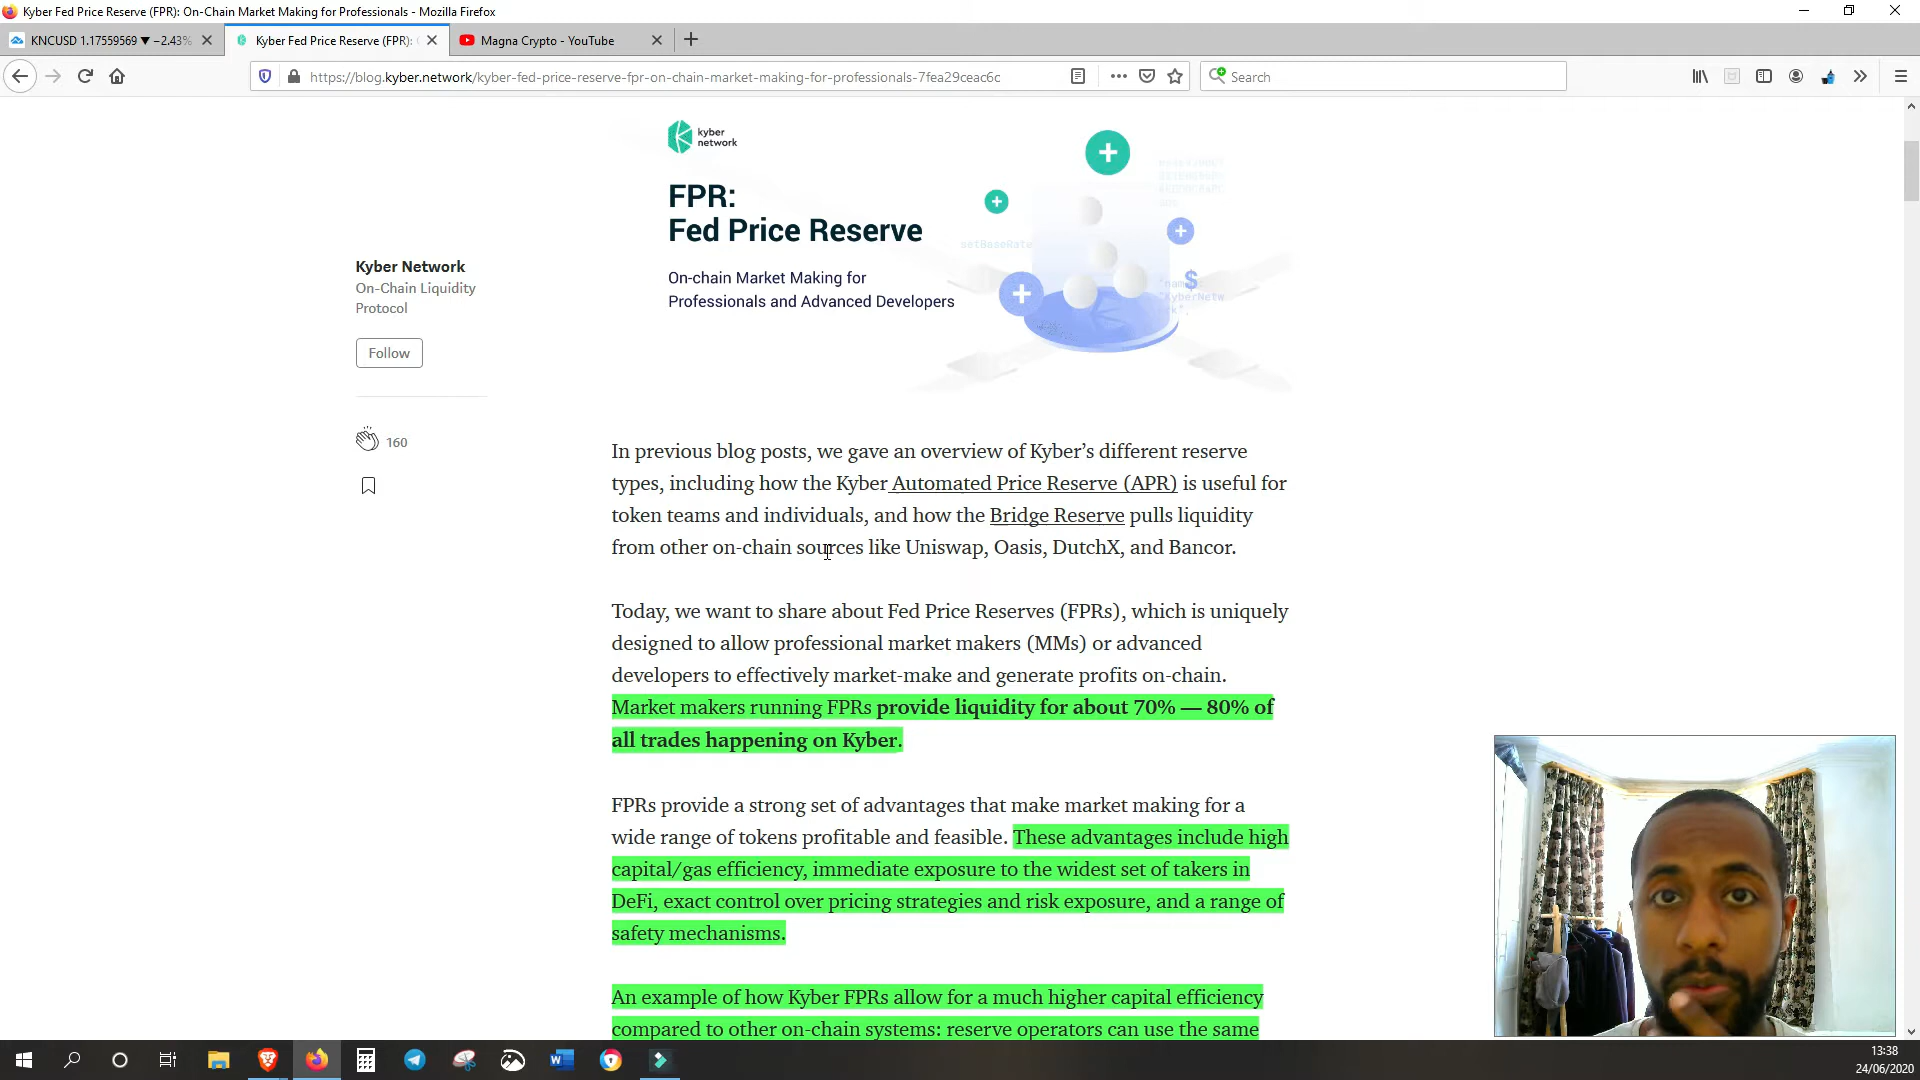 Kyber Fed Price Reserve (FPR): On-Chain Market Making for Professionals - Mozilla Firefox
KNCUSD 1.17559569 ▼ −2.43%
Kyber Fed Price Reserve (FPR):
Magna Crypto - YouTube
https://blog.kyber.network/kyber-fed-price-reserve-fpr-on-chain-market-making-for-professionals-7fea29ceac6c
Search
kyber
network
FPR:
Fed Price Reserve
On-chain Market Making for
Professionals and Advanced Developers
setBaseRate
$
Kyber Network
On-Chain Liquidity
Protocol
Follow
160
In previous blog posts, we gave an overview of Kyber’s different reserve
types, including how the Kyber Automated Price Reserve (APR) is useful for
token teams and individuals, and how the Bridge Reserve pulls liquidity
from other on-chain sources like Uniswap, Oasis, DutchX, and Bancor.
Today, we want to share about Fed Price Reserves (FPRs), which is uniquely
designed to allow professional market makers (MMs) or advanced
developers to effectively market-make and generate profits on-chain.
Market makers running FPRs provide liquidity for about 70% — 80% of
all trades happening on Kyber.
FPRs provide a strong set of advantages that make market making for a
wide range of tokens profitable and feasible. These advantages include high
capital/gas efficiency, immediate exposure to the widest set of takers in
DeFi, exact control over pricing strategies and risk exposure, and a range of
safety mechanisms.
An example of how Kyber FPRs allow for a much higher capital efficiency
compared to other on-chain systems: reserve operators can use the same
13:38
24/06/2020